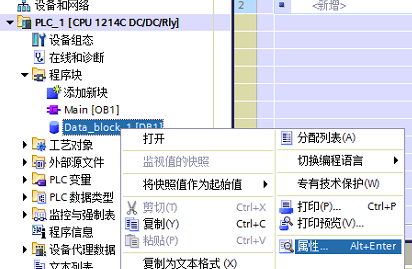 设备和网络
PLC_1 [CPU 1214C DC/DC/Rly]
设备组态
在线和诊断
程序块
添加新块
Main [OB1]
Data_block_1 [DB1]
工艺对象
外部源文件
PLC 变量
PLC 数据类型
监控与强制表
程序信息
设备代理数据
文本列表
2 <新增>
打开
监视值的快照
将快照值作为起始值
剪切(T) Ctrl+X
复制(Y) Ctrl+C
粘贴(P) Ctrl+V
复制为文本格式 (X)
分配列表(A)
切换编程语言
专有技术保护(W)
打印(P)... Ctrl+P
打印预览(V)...
属性... Alt+Enter